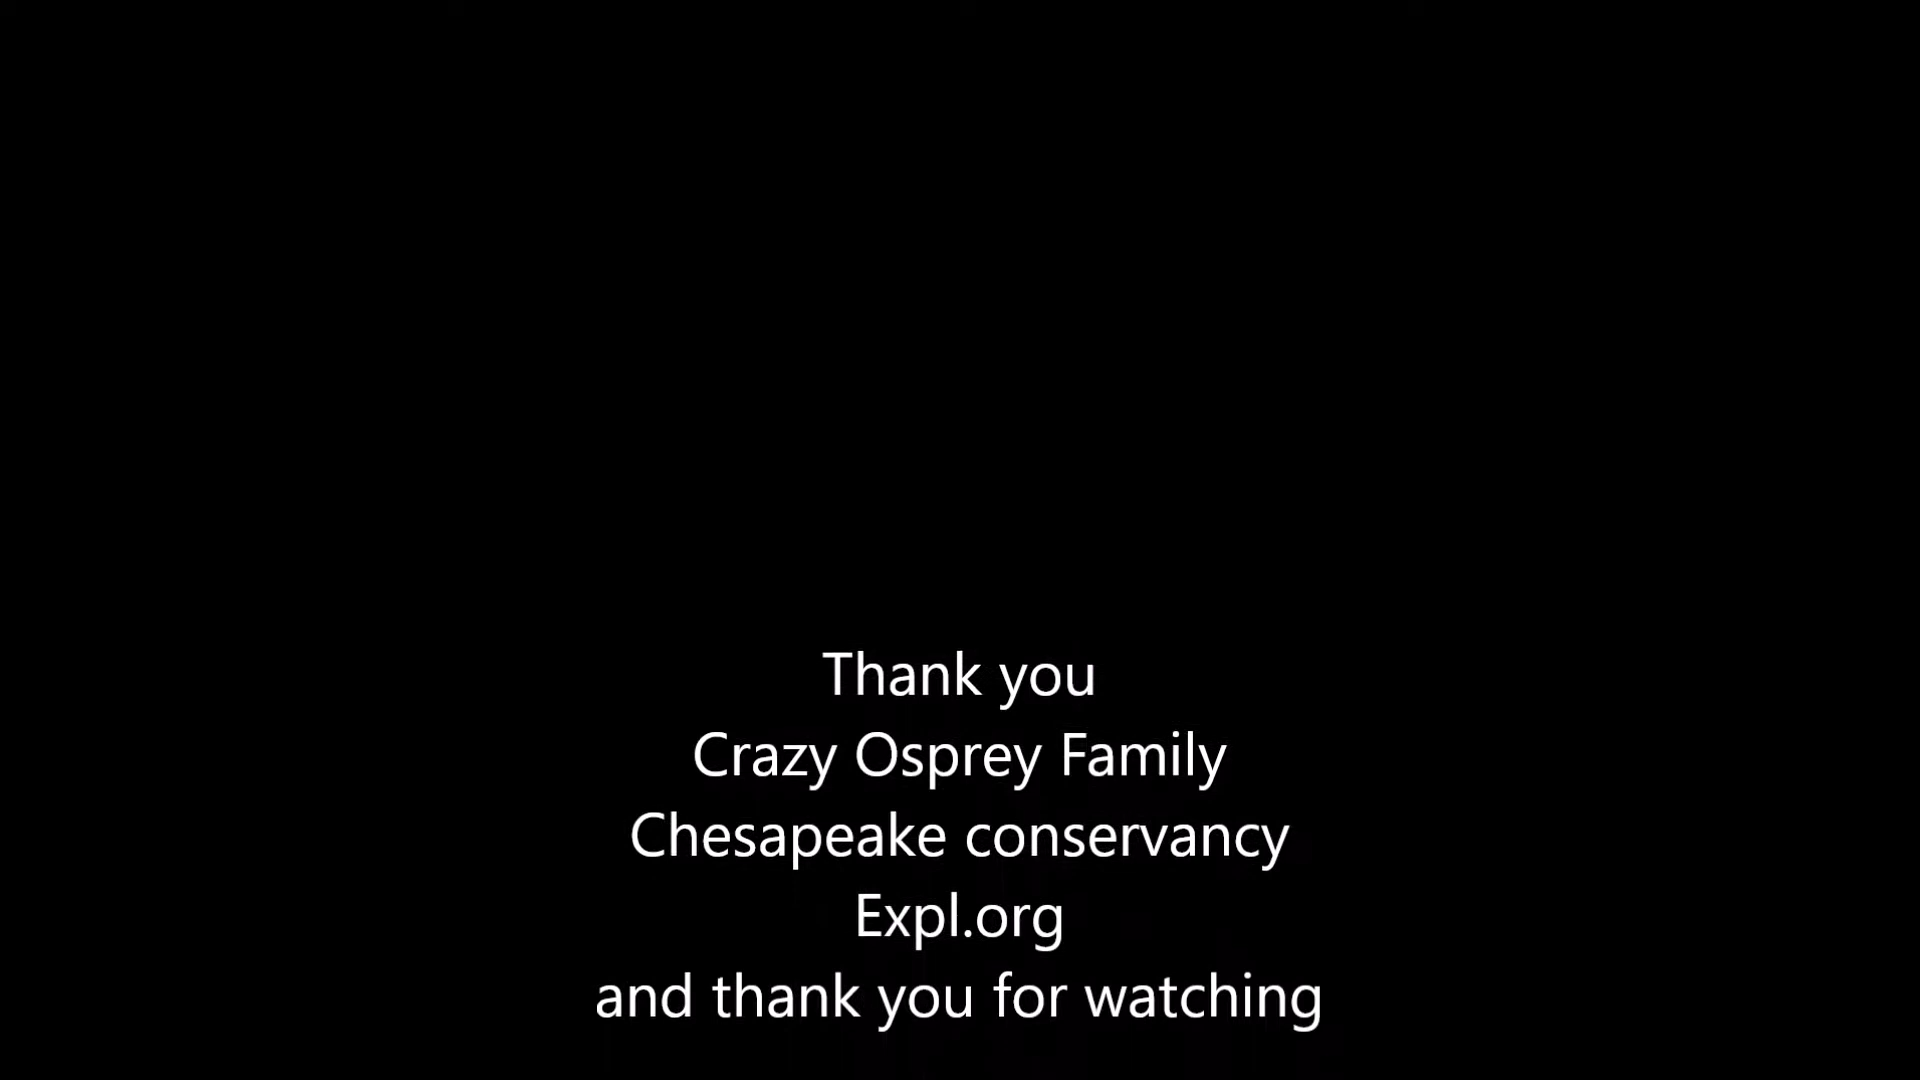 Thank you
Crazy Osprey Family
Chesapeake conservancy
Expl.org
and thank you for watching